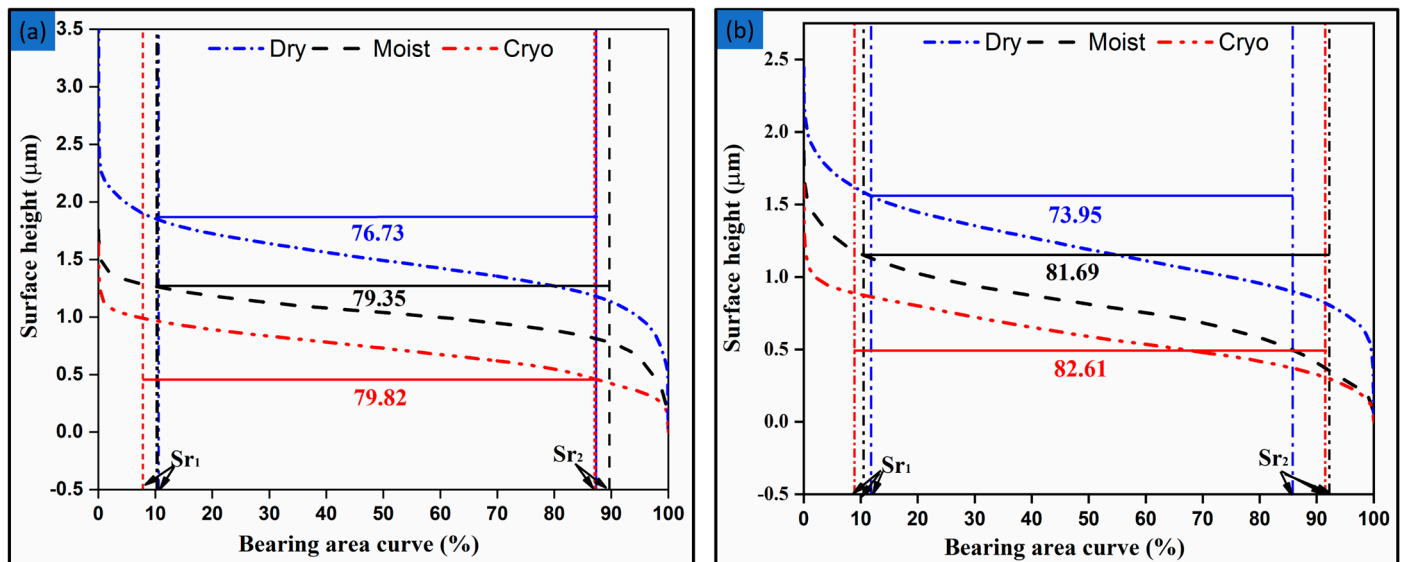 (a)
Dry Moist Cryo
3.5
3.0
2.5
2.0
1.5
1.0
0.5
0.0
-0.5
Surface height (μm)
76.73
79.35
79.82
Sr1
Sr2
0 10 20 30 40 50 60 70 80 90 100
Bearing area curve (%)
(b)
Dry Moist Cryo
2.5
2.0
1.5
1.0
0.5
0.0
-0.5
Surface height (μm)
73.95
81.69
82.61
Sr1
Sr2
0 10 20 30 40 50 60 70 80 90 100
Bearing area curve (%)